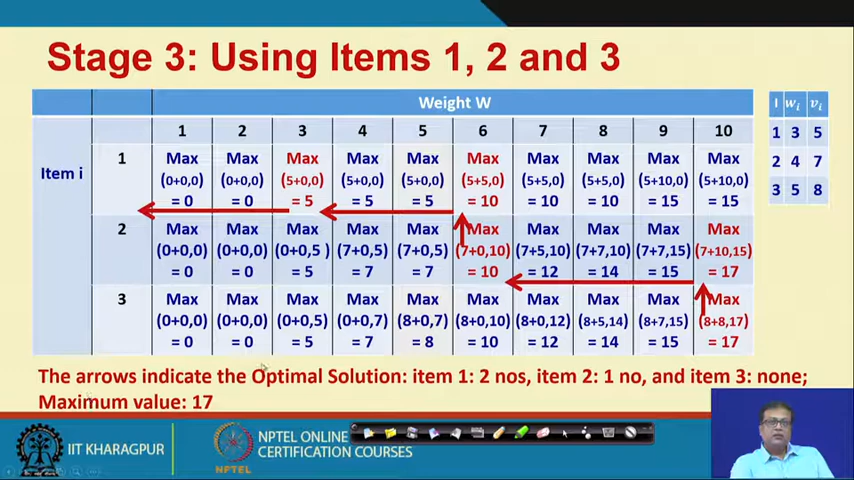 Stage 3: Using Items 1, 2 and 3
Weight W
I wᵢ vᵢ
1 2 3 4 5 6 7 8 9 10
1 3 5
2 4 7
3 5 8
Item i
1 Max Max Max Max Max Max Max Max Max Max
(0+0,0) (0+0,0) (5+0,0) (5+0,0) (5+0,0) (5+5,0) (5+5,0) (5+5,0) (5+10,0) (5+10,0)
= 0 = 0 = 5 = 5 = 5 = 10 = 10 = 10 = 15 = 15
2 Max Max Max Max Max Max Max Max Max Max
(0+0,0) (0+0,0) (0+0,5 ) (7+0,5) (7+0,5) (7+0,10) (7+5,10) (7+7,10) (7+7,15) (7+10,15)
= 0 = 0 = 5 = 7 = 7 = 10 = 12 = 14 = 15 = 17
3 Max Max Max Max Max Max Max Max Max Max
(0+0,0) (0+0,0) (0+0,5) (0+0,7) (8+0,7) (8+0,10) (8+0,12) (8+5,14) (8+7,15) (8+8,17)
= 0 = 0 = 5 = 7 = 8 = 10 = 12 = 14 = 15 = 17
The arrows indicate the Optimal Solution: item 1: 2 nos, item 2: 1 no, and item 3: none;
Maximum value: 17
IIT KHARAGPUR
NPTEL
NPTEL ONLINE
CERTIFICATION COURSES